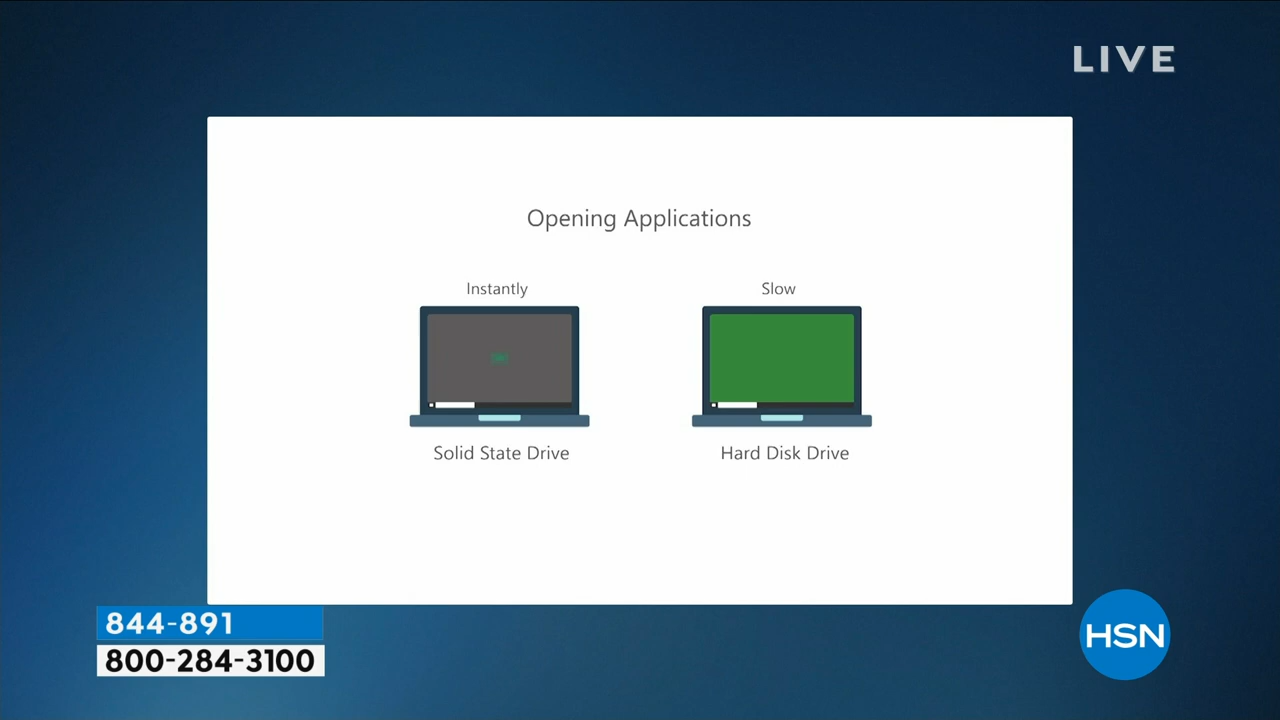 LIVE
Opening Applications
Instantly
Slow
Solid State Drive
Hard Disk Drive
844-891
800-284-3100
HSN